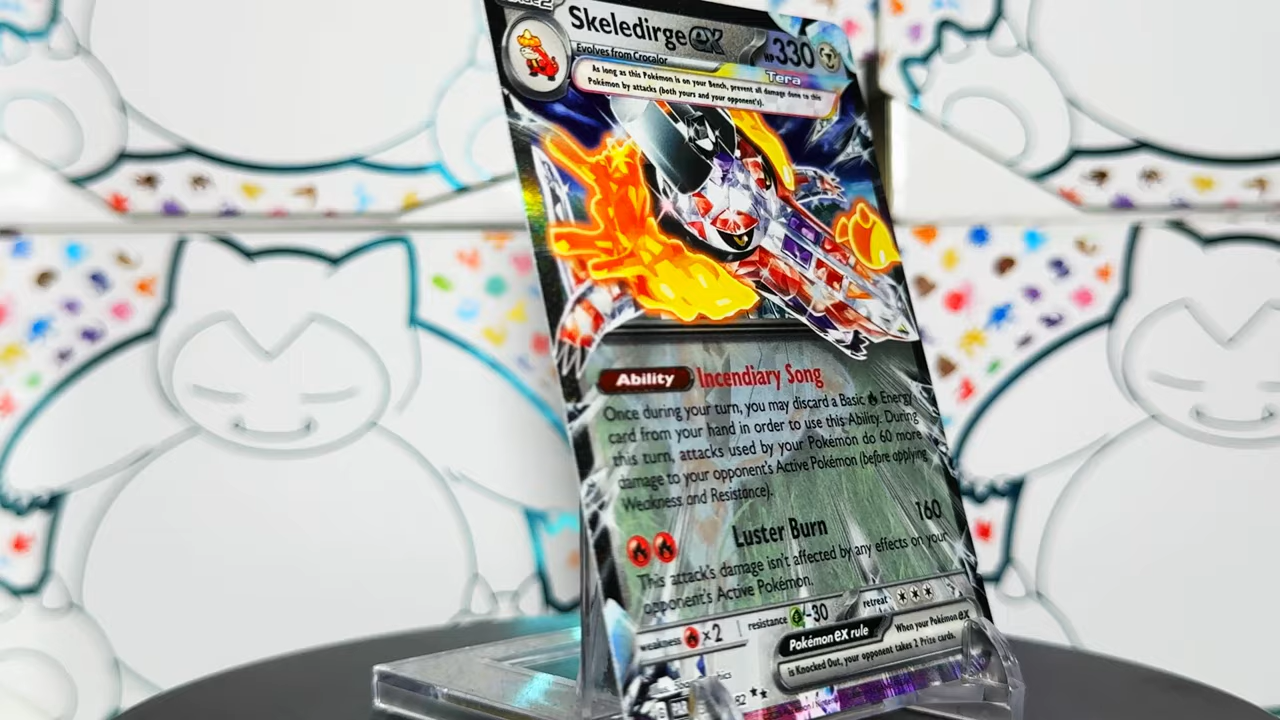 Skeledirge ex HP 330
Evolves from Crocalor
Tera
As long as this Pokémon is on your Bench, prevent all damage done to this
Pokémon by attacks (both yours and your opponent's).
Ability Incendiary Song
Once during your turn, you may discard a Basic Energy
card from your hand in order to use this Ability. During
this turn, attacks used by your Pokémon do 60 more
damage to your opponent's Active Pokémon (before applying
Weakness and Resistance).
Luster Burn 160
This attack's damage isn't affected by any effects on your
opponent's Active Pokémon.
weakness ×2 resistance -30 retreat
Pokémon ex rule When your Pokémon ex
is Knocked Out, your opponent takes 2 Prize cards.